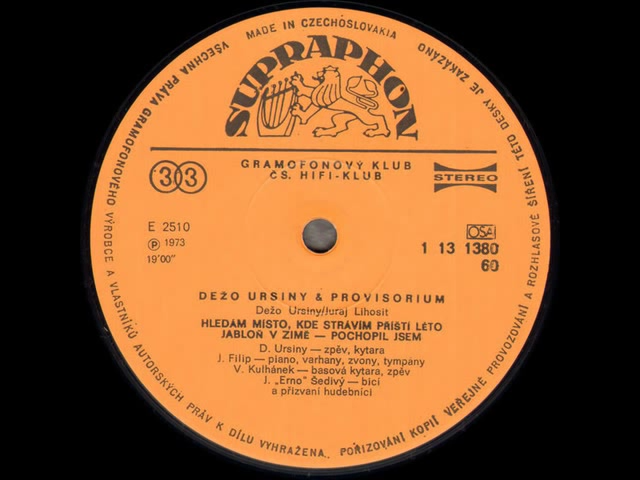 MADE IN CZECHOSLOVAKIA
VŠECHNA PRÁVA GRAMOFONOVÉHO VÝROBCE A VLASTNÍKŮ AUTORSKÝCH PRÁV K DÍLU VYHRAŽENA. POŘIZOVÁNÍ KOPIÍ VEŘEJNÉ PROVOZOVÁNÍ A ROZHLASOVÉ ŠÍŘENÍ TÉTO DESKY JE ZAKÁZÁNO
SUPRAPHON
GRAMOFONOVÝ KLUB
ČS. HIFI-KLUB
33
STEREO
E 2510
Ⓟ 1973
19'00"
OSA
1 13 1380
60
DEŽO URSINY & PROVISORIUM
Dežo Ursiny/Juraj Lihosit
HLEDÁM MÍSTO, KDE STRÁVÍM PŘÍŠTÍ LÉTO
JABLOŇ V ZIMĚ — POCHOPIL JSEM
D. Ursiny — zpěv, kytara
J. Filip — piano, varhany, zvony, tympány
V. Kulhánek — basová kytara, zpěv
J. „Erno" Šedivý — bicí
a přizvaní hudebníci